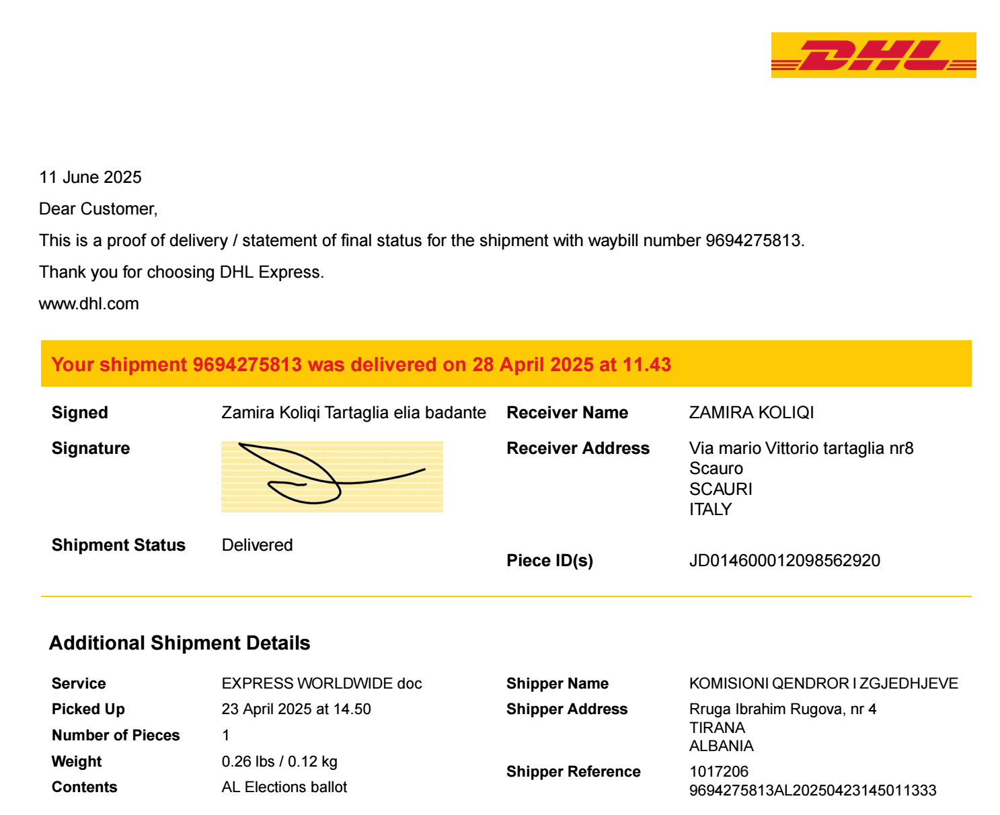 DHL
11 June 2025
Dear Customer,
This is a proof of delivery / statement of final status for the shipment with waybill number 9694275813.
Thank you for choosing DHL Express.
www.dhl.com
Your shipment 9694275813 was delivered on 28 April 2025 at 11.43
Signed Zamira Koliqi Tartaglia elia badante
Receiver Name ZAMIRA KOLIQI
Signature
Receiver Address Via mario Vittorio tartaglia nr8
Scauro
SCAURI
ITALY
Shipment Status Delivered
Piece ID(s) JD014600012098562920
Additional Shipment Details
Service EXPRESS WORLDWIDE doc
Picked Up 23 April 2025 at 14.50
Number of Pieces 1
Weight 0.26 lbs / 0.12 kg
Contents AL Elections ballot
Shipper Name KOMISIONI QENDROR I ZGJEDHJEVE
Shipper Address Rruga Ibrahim Rugova, nr 4
TIRANA
ALBANIA
Shipper Reference 1017206
9694275813AL20250423145011333